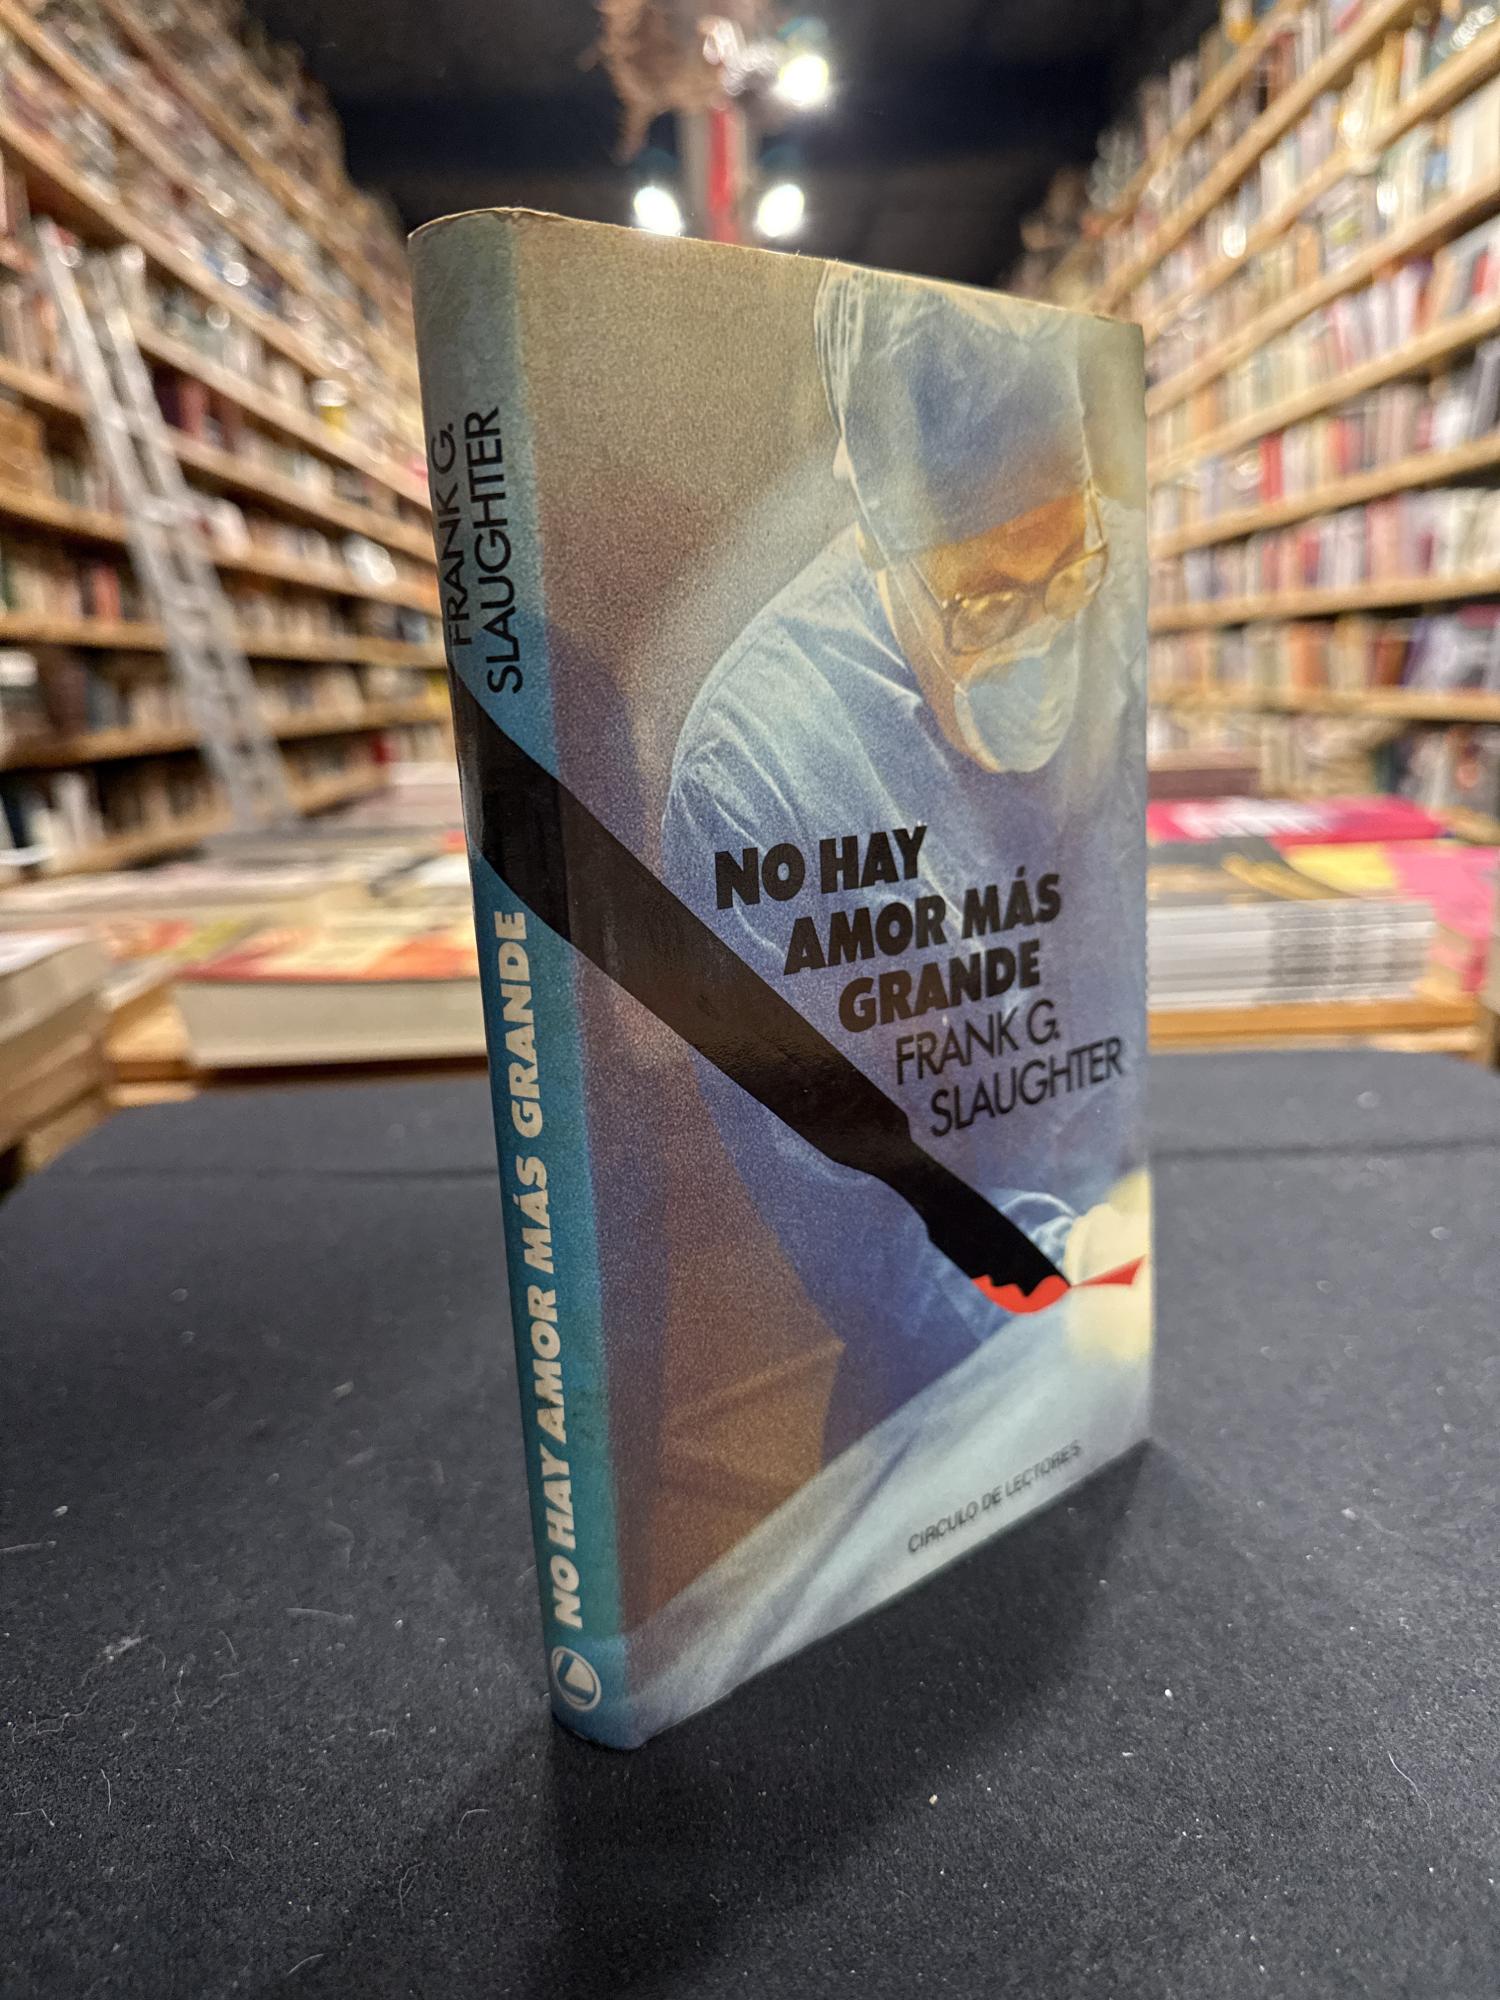 FRANK G.
SLAUGHTER
NO HAY AMOR MÁS GRANDE
NO HAY
AMOR MÁS
GRANDE
FRANK G.
SLAUGHTER
CIRCULO DE LECTORES